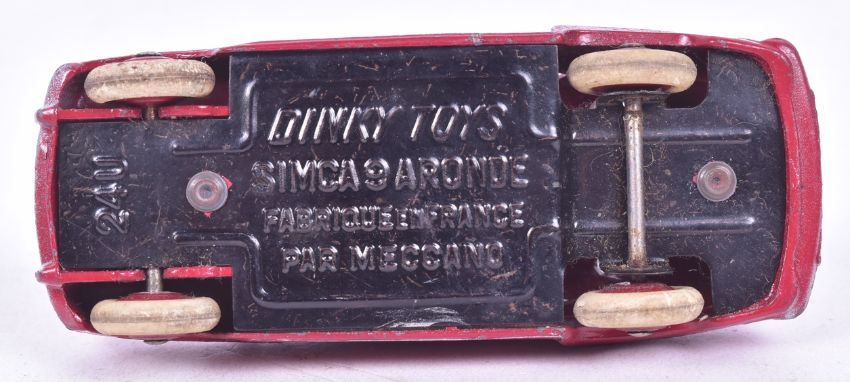 DINKY TOYS
SIMCA 9 ARONDE
FABRIQUE EN FRANCE
PAR MECCANO
24U